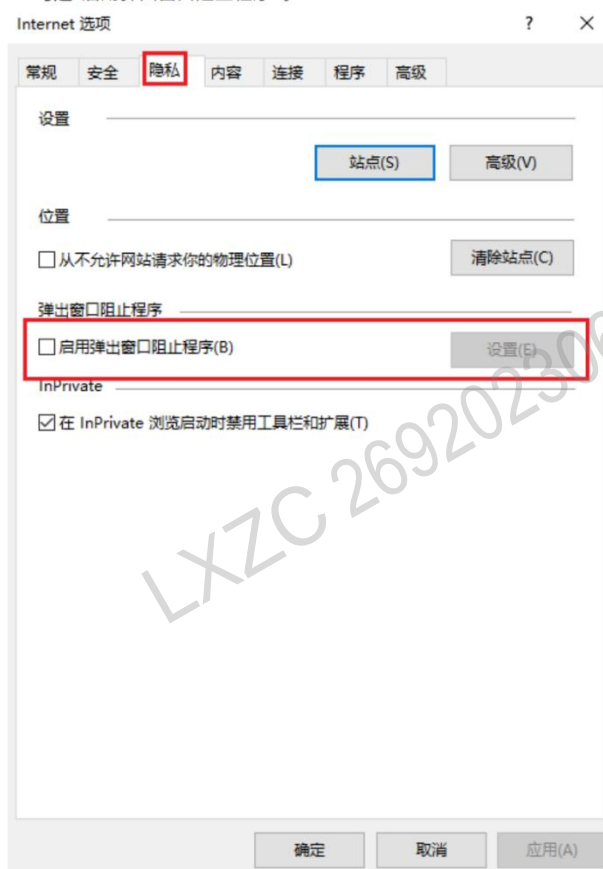 Internet 选项 ? ×
常规 安全 隐私 内容 连接 程序 高级
设置
站点(S) 高级(V)
位置
从不允许网站请求你的物理位置(L) 清除站点(C)
弹出窗口阻止程序
启用弹出窗口阻止程序(B) 设置(E)
InPrivate
在 InPrivate 浏览启动时禁用工具栏和扩展(T)
LXZC 269202306
确定 取消 应用(A)